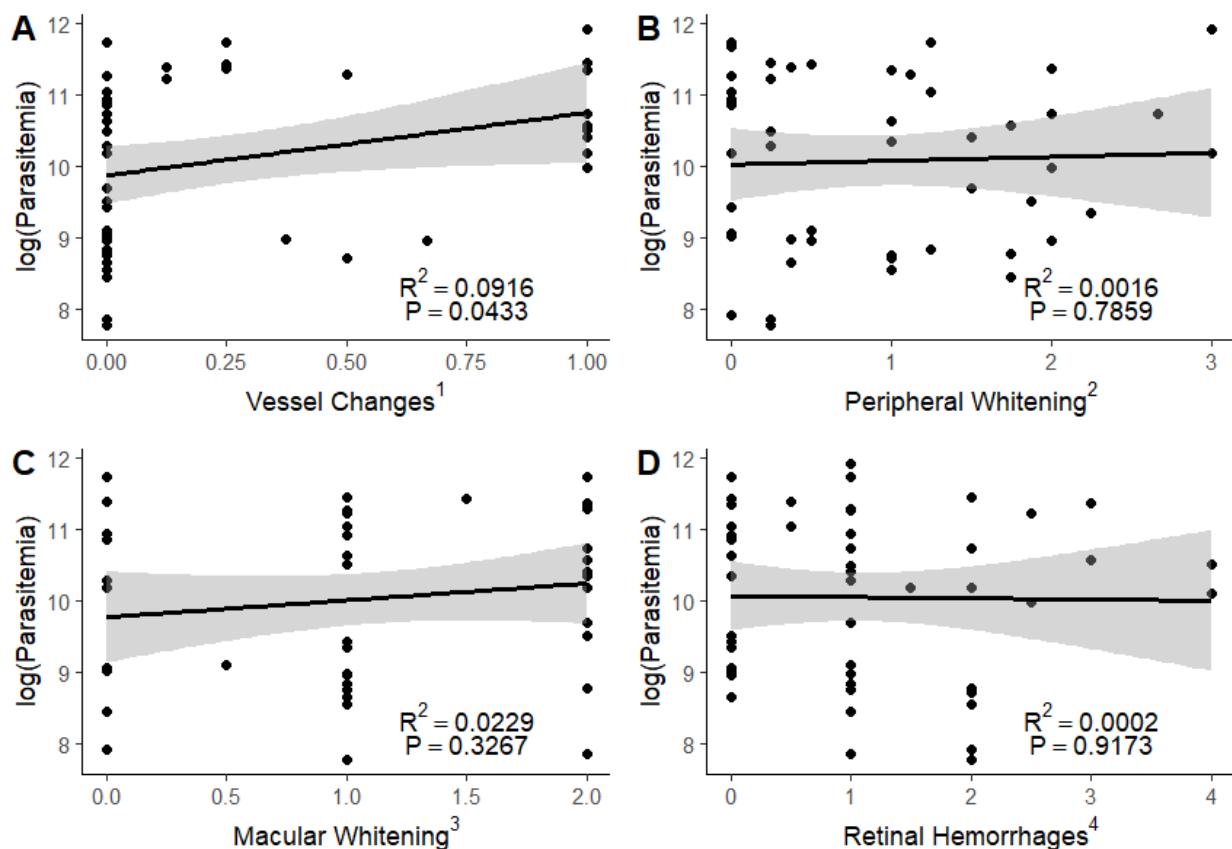 A
log(Parasitemia)
12
11
10
9
8
R² = 0.0916
P = 0.0433
0.00 0.25 0.50 0.75 1.00
Vessel Changes¹
B
log(Parasitemia)
12
11
10
9
8
R² = 0.0016
P = 0.7859
0 1 2 3
Peripheral Whitening²
C
log(Parasitemia)
12
11
10
9
8
R² = 0.0229
P = 0.3267
0.0 0.5 1.0 1.5 2.0
Macular Whitening³
D
log(Parasitemia)
12
11
10
9
8
R² = 0.0002
P = 0.9173
0 1 2 3 4
Retinal Hemorrhages⁴